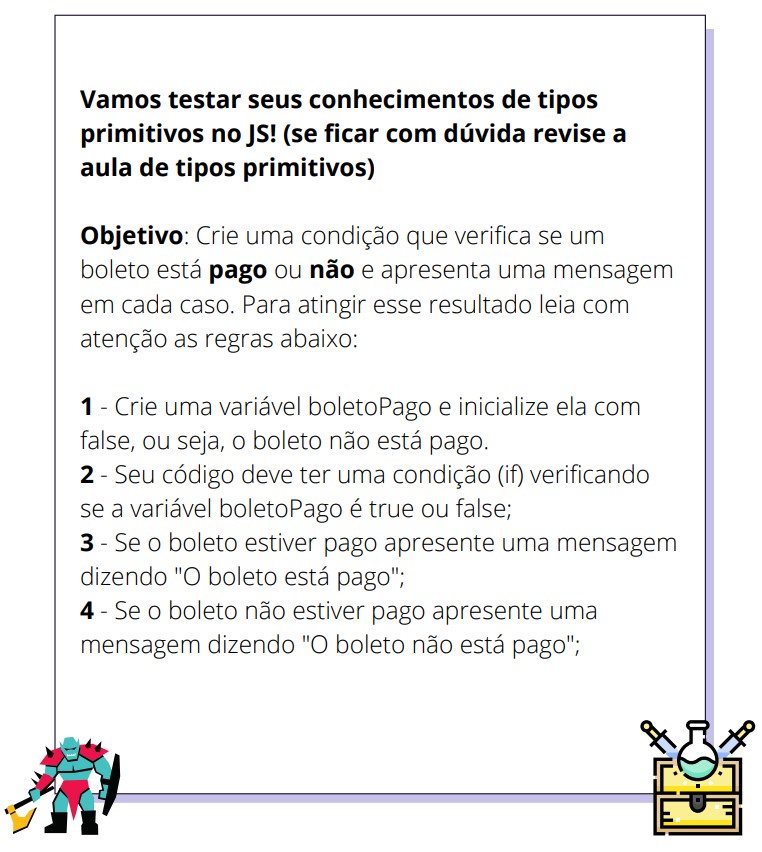 Vamos testar seus conhecimentos de tipos
primitivos no JS! (se ficar com dúvida revise a
aula de tipos primitivos)
Objetivo: Crie uma condição que verifica se um
boleto está pago ou não e apresenta uma mensagem
em cada caso. Para atingir esse resultado leia com
atenção as regras abaixo:
1 - Crie uma variável boletoPago e inicialize ela com
false, ou seja, o boleto não está pago.
2 - Seu código deve ter uma condição (if) verificando
se a variável boletoPago é true ou false;
3 - Se o boleto estiver pago apresente uma mensagem
dizendo "O boleto está pago";
4 - Se o boleto não estiver pago apresente uma
mensagem dizendo "O boleto não está pago";